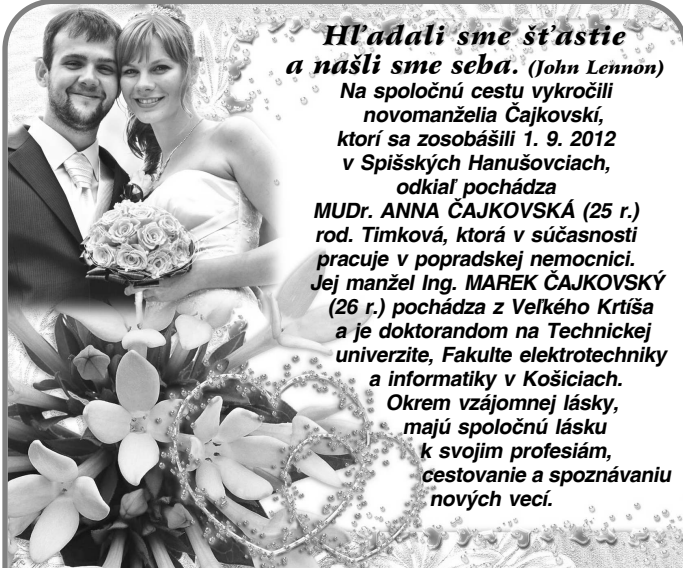 Hľadali sme šťastie
a našli sme seba. (John Lennon)
Na spoločnú cestu vykročili
novomanželia Čajkovskí,
ktorí sa zosobášili 1. 9. 2012
v Spišských Hanušovciach,
odkiaľ pochádza
MUDr. ANNA ČAJKOVSKÁ (25 r.)
rod. Timková, ktorá v súčasnosti
pracuje v popradskej nemocnici.
Jej manžel Ing. MAREK ČAJKOVSKÝ
(26 r.) pochádza z Veľkého Krtíša
a je doktorandom na Technickej
univerzite, Fakulte elektrotechniky
a informatiky v Košiciach.
Okrem vzájomnej lásky,
majú spoločnú lásku
k svojim profesiám,
cestovanie a spoznávaniu
nových vecí.